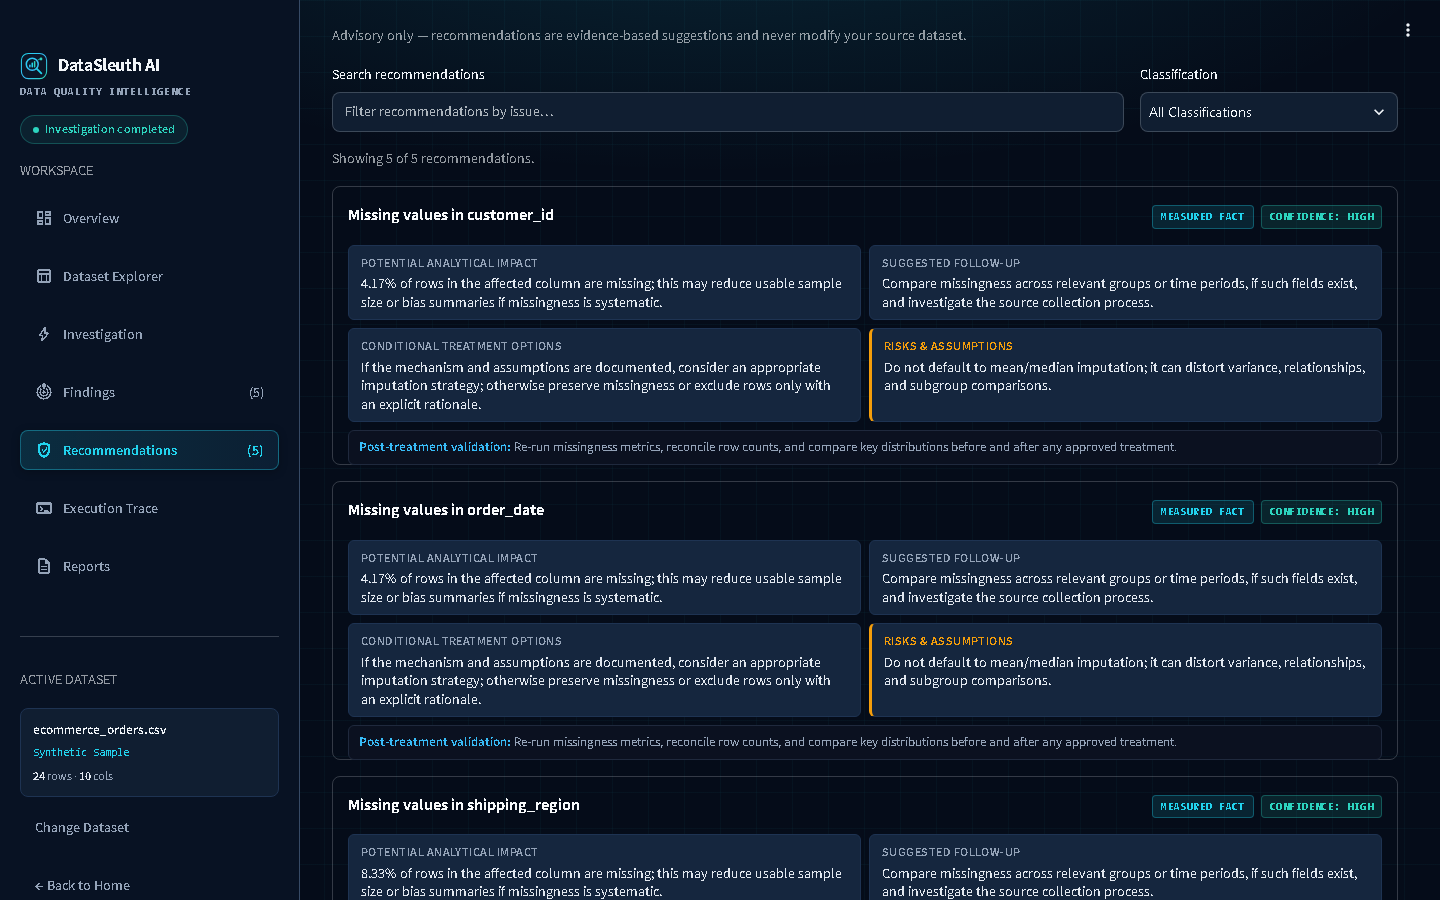 DataSleuth AI
DATA QUALITY INTELLIGENCE
Investigation completed
WORKSPACE
Overview
Dataset Explorer
Investigation
Findings (5)
Recommendations (5)
Execution Trace
Reports
ACTIVE DATASET
ecommerce_orders.csv
Synthetic Sample
24 rows · 10 cols
Change Dataset
← Back to Home
Advisory only — recommendations are evidence-based suggestions and never modify your source dataset.
Search recommendations
Filter recommendations by issue...
Classification
All Classifications
Showing 5 of 5 recommendations.
Missing values in customer_id
MEASURED FACT
CONFIDENCE: HIGH
POTENTIAL ANALYTICAL IMPACT
4.17% of rows in the affected column are missing; this may reduce usable sample
size or bias summaries if missingness is systematic.
SUGGESTED FOLLOW-UP
Compare missingness across relevant groups or time periods, if such fields exist,
and investigate the source collection process.
CONDITIONAL TREATMENT OPTIONS
If the mechanism and assumptions are documented, consider an appropriate
imputation strategy; otherwise preserve missingness or exclude rows only with
an explicit rationale.
RISKS & ASSUMPTIONS
Do not default to mean/median imputation; it can distort variance, relationships,
and subgroup comparisons.
Post-treatment validation: Re-run missingness metrics, reconcile row counts, and compare key distributions before and after any approved treatment.
Missing values in order_date
MEASURED FACT
CONFIDENCE: HIGH
POTENTIAL ANALYTICAL IMPACT
4.17% of rows in the affected column are missing; this may reduce usable sample
size or bias summaries if missingness is systematic.
SUGGESTED FOLLOW-UP
Compare missingness across relevant groups or time periods, if such fields exist,
and investigate the source collection process.
CONDITIONAL TREATMENT OPTIONS
If the mechanism and assumptions are documented, consider an appropriate
imputation strategy; otherwise preserve missingness or exclude rows only with
an explicit rationale.
RISKS & ASSUMPTIONS
Do not default to mean/median imputation; it can distort variance, relationships,
and subgroup comparisons.
Post-treatment validation: Re-run missingness metrics, reconcile row counts, and compare key distributions before and after any approved treatment.
Missing values in shipping_region
MEASURED FACT
CONFIDENCE: HIGH
POTENTIAL ANALYTICAL IMPACT
8.33% of rows in the affected column are missing; this may reduce usable sample
size or bias summaries if missingness is systematic.
SUGGESTED FOLLOW-UP
Compare missingness across relevant groups or time periods, if such fields exist,
and investigate the source collection process.